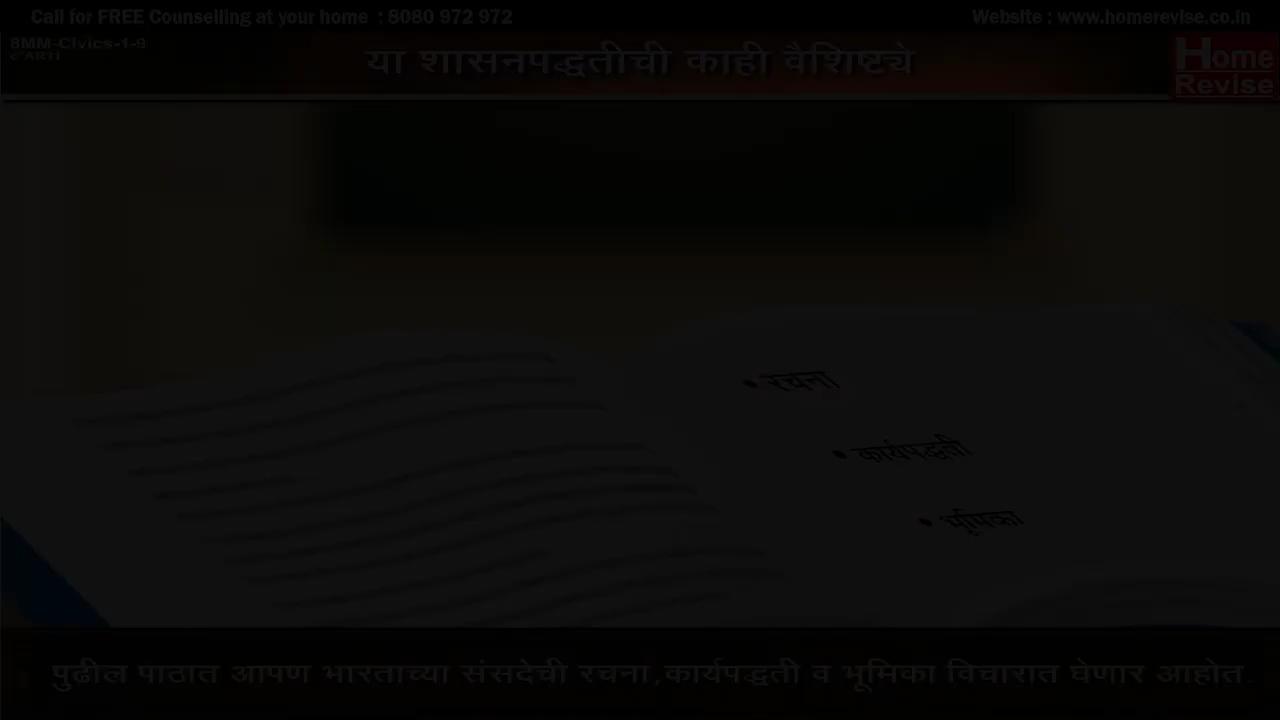 Call for FREE Counselling at your home : 8080 972 972
Website : www.homerevise.co.in
8MM-Civics-1-9
c'ARTI
या शासनपद्धतीची काही वैशिष्ट्ये
Home
Revise
• रचना
• कार्यपद्धती
• भूमिका
पुढील पाठात आपण भारताच्या संसदेची रचना,कार्यपद्धती व भूमिका विचारात घेणार आहोत.